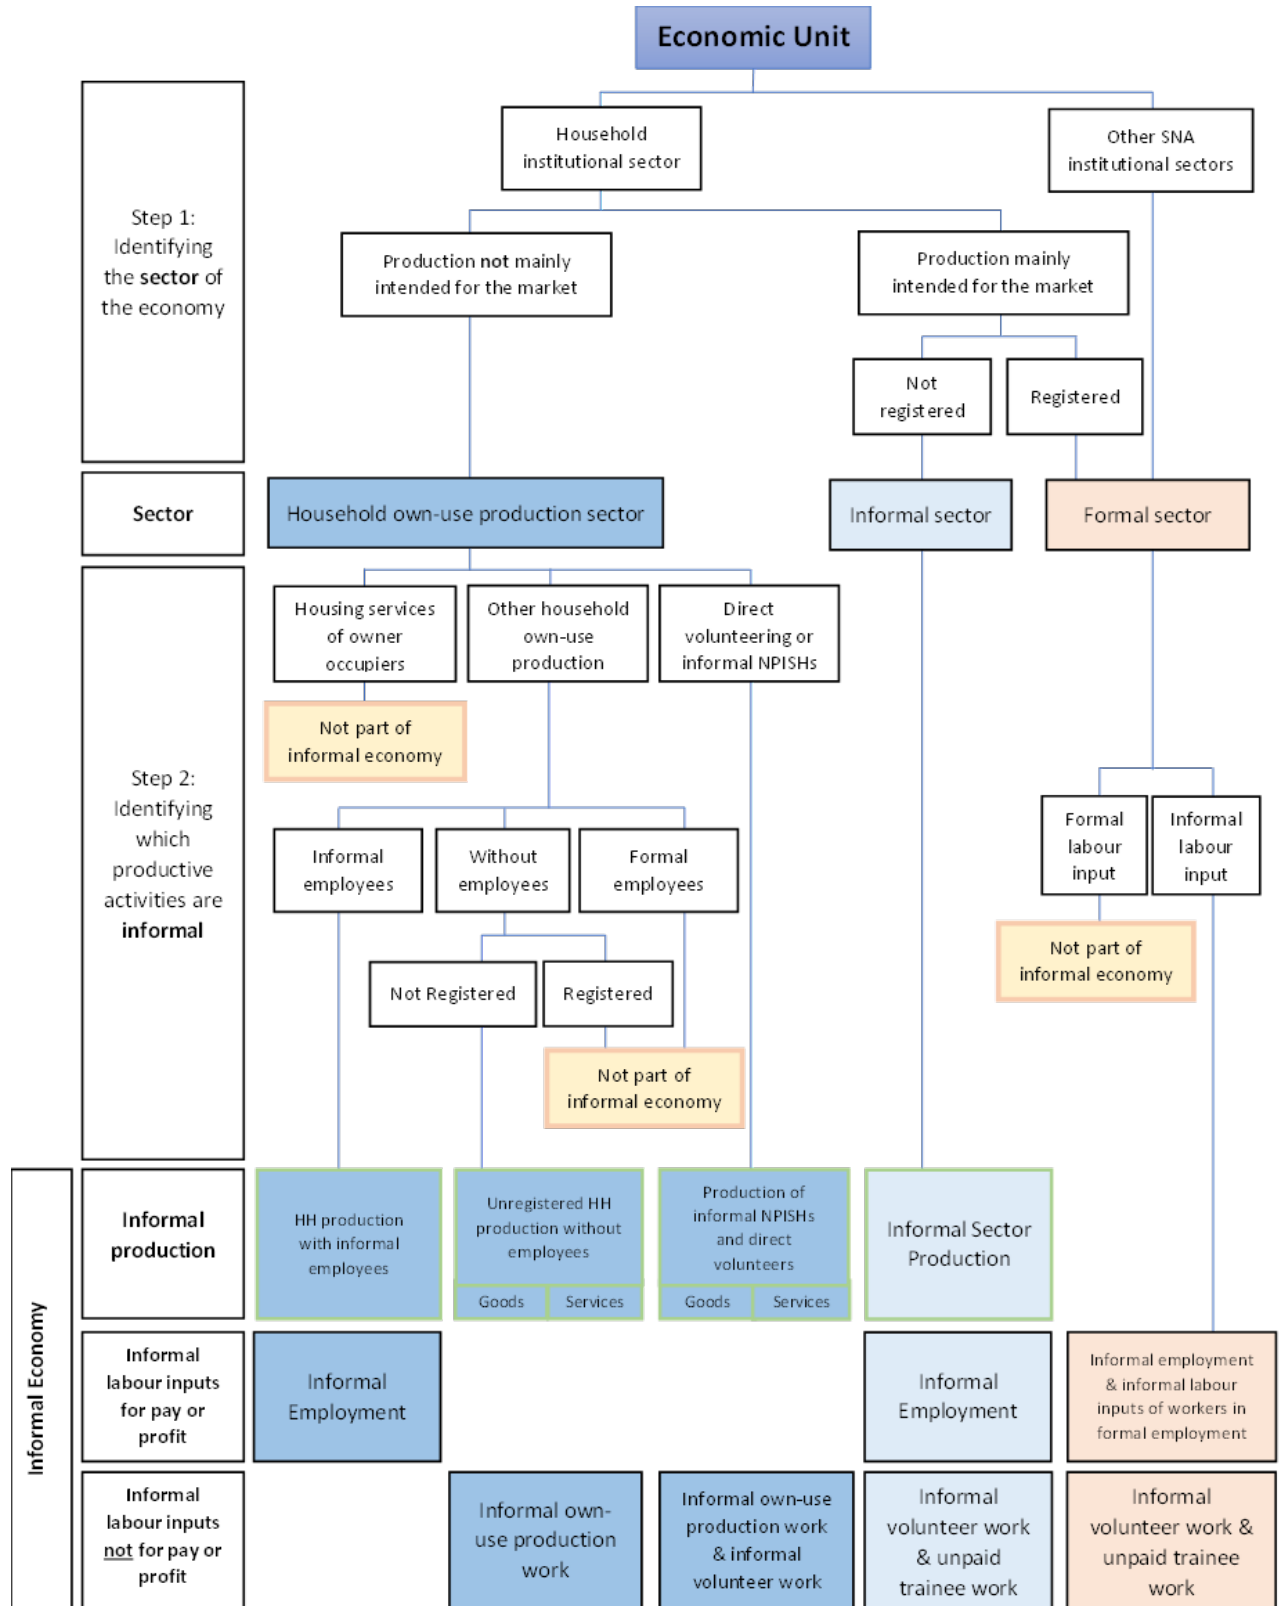 Economic Unit
Household
institutional sector
Other SNA
institutional sectors
Step 1:
Identifying
the sector of
the economy
Production not mainly
intended for the market
Production mainly
intended for the market
Not
registered
Registered
Sector
Household own-use production sector
Informal sector
Formal sector
Housing services
of owner
occupiers
Other household
own-use
production
Direct
volunteering or
informal NPISHs
Not part of
informal economy
Step 2:
Identifying
which
productive
activities are
informal
Informal
employees
Without
employees
Formal
employees
Formal
labour
input
Informal
labour
input
Not part of
informal economy
Not Registered
Registered
Not part of
informal economy
Informal Economy
Informal
production
HH production
with informal
employees
Unregistered HH
production without
employees
Goods
Services
Production of
informal NPISHs
and direct
volunteers
Goods
Services
Informal Sector
Production
Informal
labour inputs
for pay or
profit
Informal
Employment
Informal
Employment
Informal employment
& informal labour
inputs of workers in
formal employment
Informal
labour inputs
not for pay or
profit
Informal own-
use production
work
Informal own-use
production work
& informal
volunteer work
Informal
volunteer work
& unpaid
trainee work
Informal
volunteer work &
unpaid trainee
work